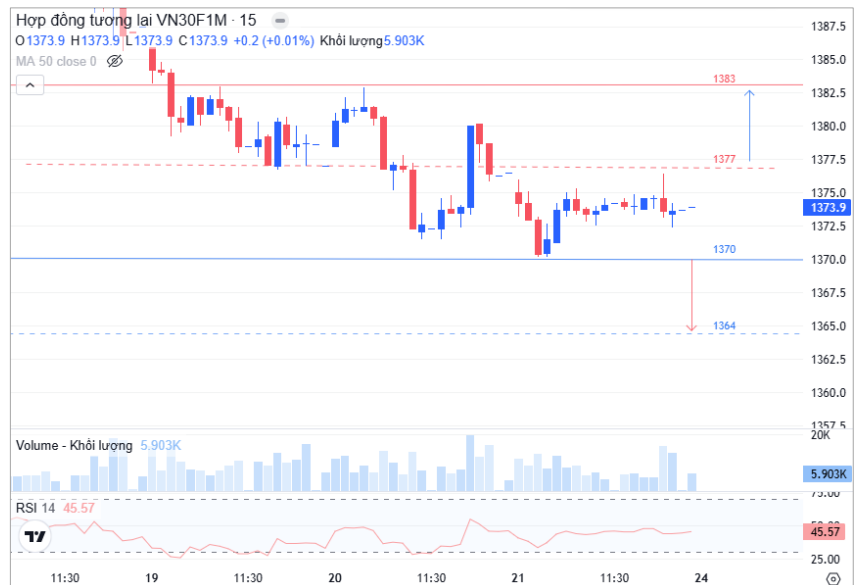 Hợp đồng tương lai VN30F1M · 15
O1373.9 H1373.9 L1373.9 C1373.9 +0.2 (+0.01%) Khối lượng5.903K
MA 50 close 0
1387.5
1385.0
1383
1382.5
1380.0
1377
1377.5
1375.0
1373.9
1372.5
1370
1370.0
1367.5
1364
1365.0
1362.5
1360.0
1357.5
Volume - Khối lượng 5.903K
20K
5.903K
75.00
RSI 14 45.57
50.00
45.57
25.00
11:30 19 11:30 20 11:30 21 11:30 24